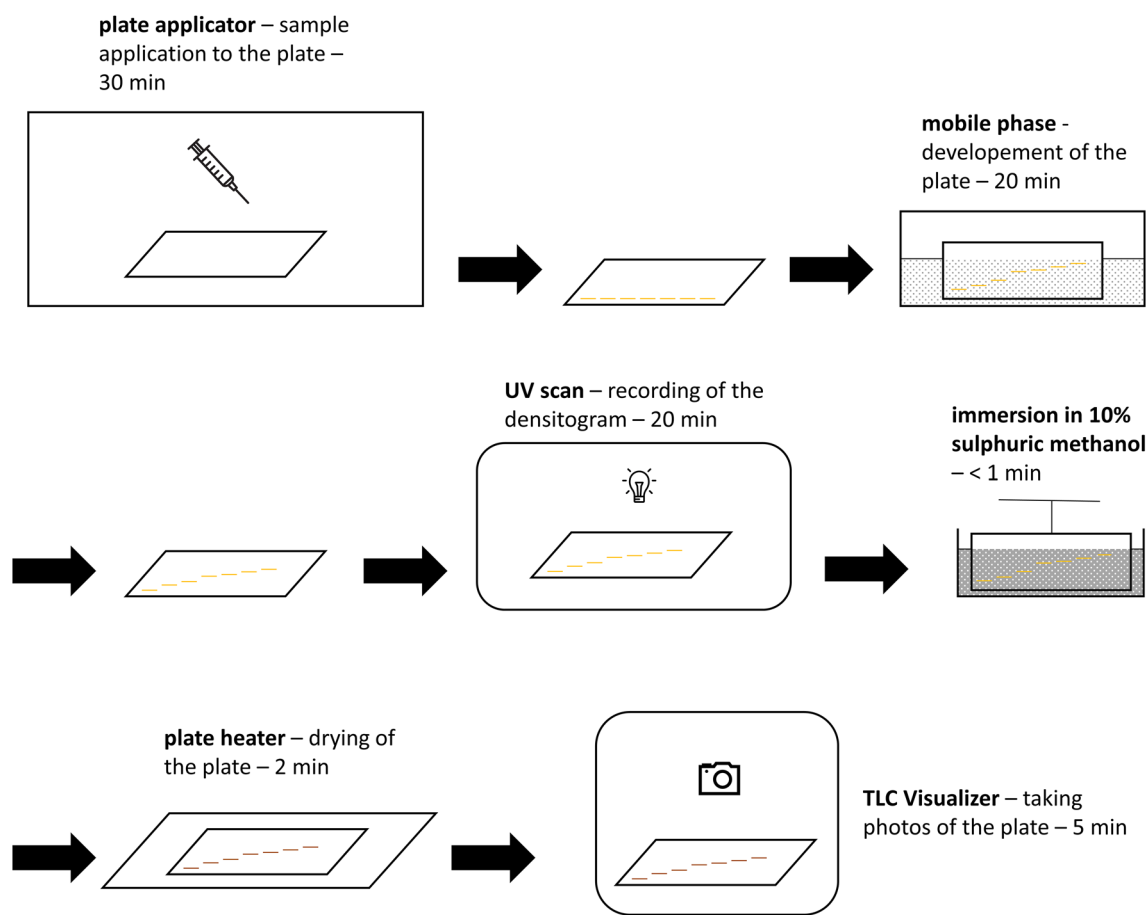 plate applicator – sample
application to the plate –
30 min
mobile phase -
developement of the
plate – 20 min
UV scan – recording of the
densitogram – 20 min
immersion in 10%
sulphuric methanol
– < 1 min
plate heater – drying of
the plate – 2 min
TLC Visualizer – taking
photos of the plate – 5 min